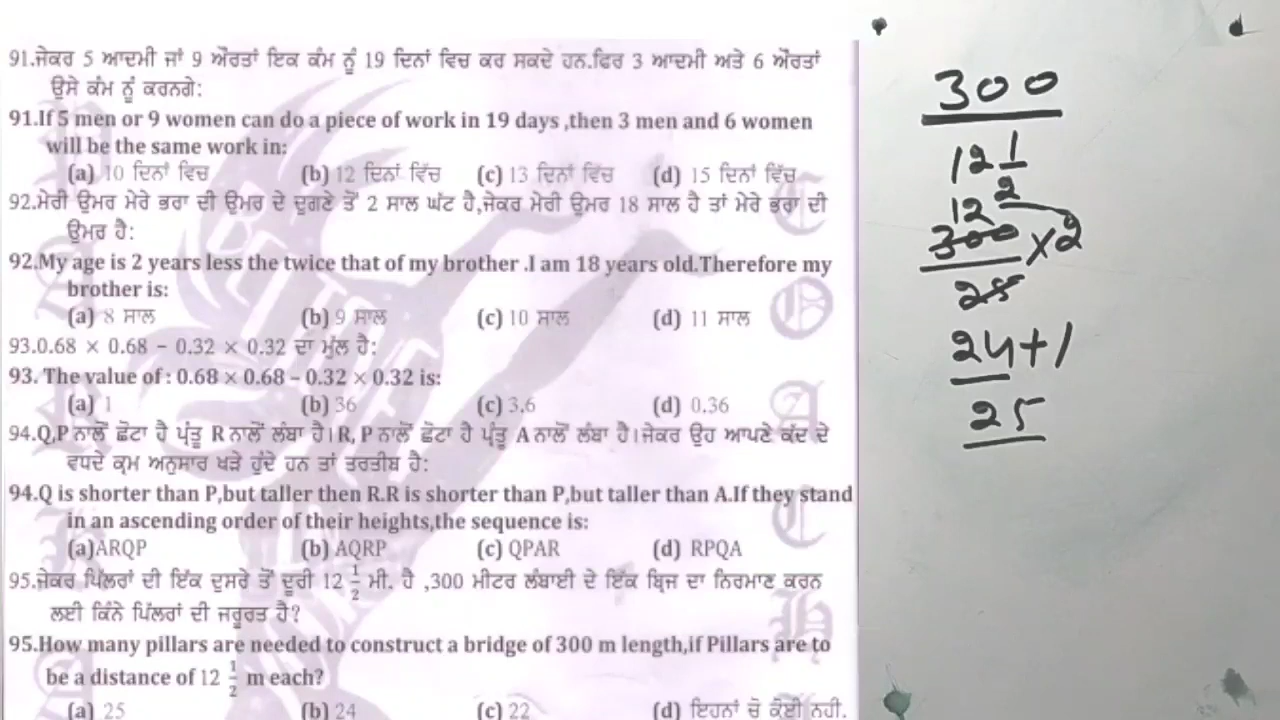 91.ਜੇਕਰ 5 ਆਦਮੀ ਜਾਂ 9 ਔਰਤਾਂ ਇਕ ਕੰਮ ਨੂੰ 19 ਦਿਨਾਂ ਵਿਚ ਕਰ ਸਕਦੇ ਹਨ.ਫਿਰ 3 ਆਦਮੀ ਅਤੇ 6 ਔਰਤਾਂ
ਉਸੇ ਕੰਮ ਨੂੰ ਕਰਨਗੇ:
91.If 5 men or 9 women can do a piece of work in 19 days ,then 3 men and 6 women
will be the same work in:
(a) 10 ਦਿਨਾਂ ਵਿਚ (b) 12 ਦਿਨਾਂ ਵਿੱਚ (c) 13 ਦਿਨਾਂ ਵਿੱਚ (d) 15 ਦਿਨਾਂ ਵਿੱਚ
92.ਮੇਰੀ ਉਮਰ ਮੇਰੇ ਭਰਾ ਦੀ ਉਮਰ ਦੇ ਦੁਗਣੇ ਤੋਂ 2 ਸਾਲ ਘੱਟ ਹੈ,ਜੇਕਰ ਮੇਰੀ ਉਮਰ 18 ਸਾਲ ਹੈ ਤਾਂ ਮੇਰੇ ਭਰਾ ਦੀ
ਉਮਰ ਹੈ:
92.My age is 2 years less the twice that of my brother .I am 18 years old.Therefore my
brother is:
(a) 8 ਸਾਲ (b) 9 ਸਾਲ (c) 10 ਸਾਲ (d) 11 ਸਾਲ
93.0.68 × 0.68 − 0.32 × 0.32 ਦਾ ਮੁੱਲ ਹੈ:
93. The value of : 0.68 × 0.68 – 0.32 × 0.32 is:
(a) 1 (b) 36 (c) 3.6 (d) 0.36
94.Q,P ਨਾਲੋਂ ਛੋਟਾ ਹੈ ਪ੍ਰੰਤੂ R ਨਾਲੋਂ ਲੰਬਾ ਹੈ।R, P ਨਾਲੋਂ ਛੋਟਾ ਹੈ ਪ੍ਰੰਤੂ A ਨਾਲੋਂ ਲੰਬਾ ਹੈ।ਜੇਕਰ ਉਹ ਆਪਣੇ ਕੱਦ ਦੇ
ਵਧਦੇ ਕ੍ਰਮ ਅਨੁਸਾਰ ਖੜੇ ਹੁੰਦੇ ਹਨ ਤਾਂ ਤਰਤੀਬ ਹੈ:
94.Q is shorter than P,but taller then R.R is shorter than P,but taller than A.If they stand
in an ascending order of their heights,the sequence is:
(a)ARQP (b) AQRP (c) QPAR (d) RPQA
95.ਜੇਕਰ ਪਿੱਲਰਾਂ ਦੀ ਇੱਕ ਦੁਸਰੇ ਤੋਂ ਦੂਰੀ 12 1/2 ਮੀ. ਹੈ ,300 ਮੀਟਰ ਲੰਬਾਈ ਦੇ ਇੱਕ ਬ੍ਰਿਜ ਦਾ ਨਿਰਮਾਣ ਕਰਨ
ਲਈ ਕਿੰਨੇ ਪਿੱਲਰਾਂ ਦੀ ਜਰੂਰਤ ਹੈ?
95.How many pillars are needed to construct a bridge of 300 m length,if Pillars are to
be a distance of 12 1/2 m each?
(a) 25 (b) 24 (c) 22 (d) ਇਹਨਾਂ ਚੋ ਕੋਈ ਨਹੀ.
300
12 1/2
12
300 × 2
25
24+1
25